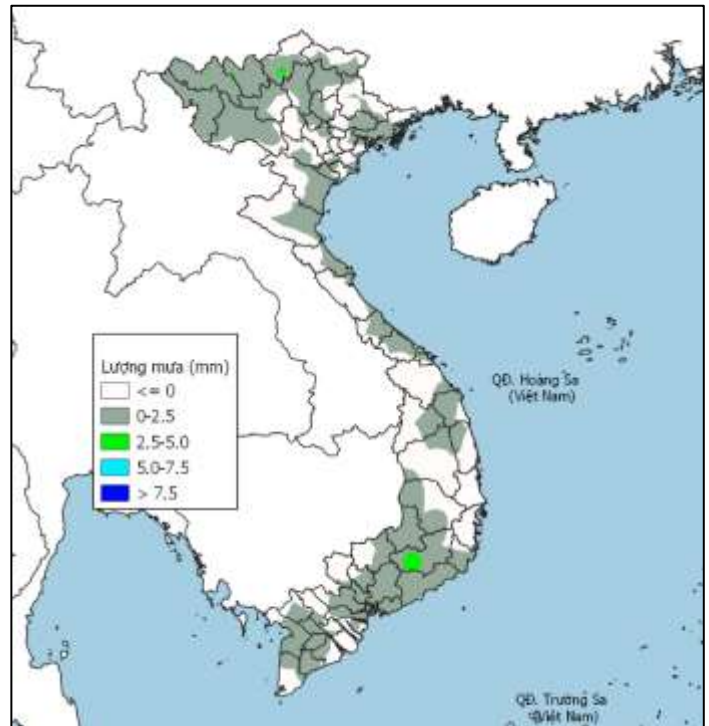 QĐ. Hoàng Sa
(Việt Nam)
Lượng mưa (mm)
<= 0
0-2.5
2.5-5.0
5.0-7.5
> 7.5
QĐ. Trường Sa
(Việt Nam)